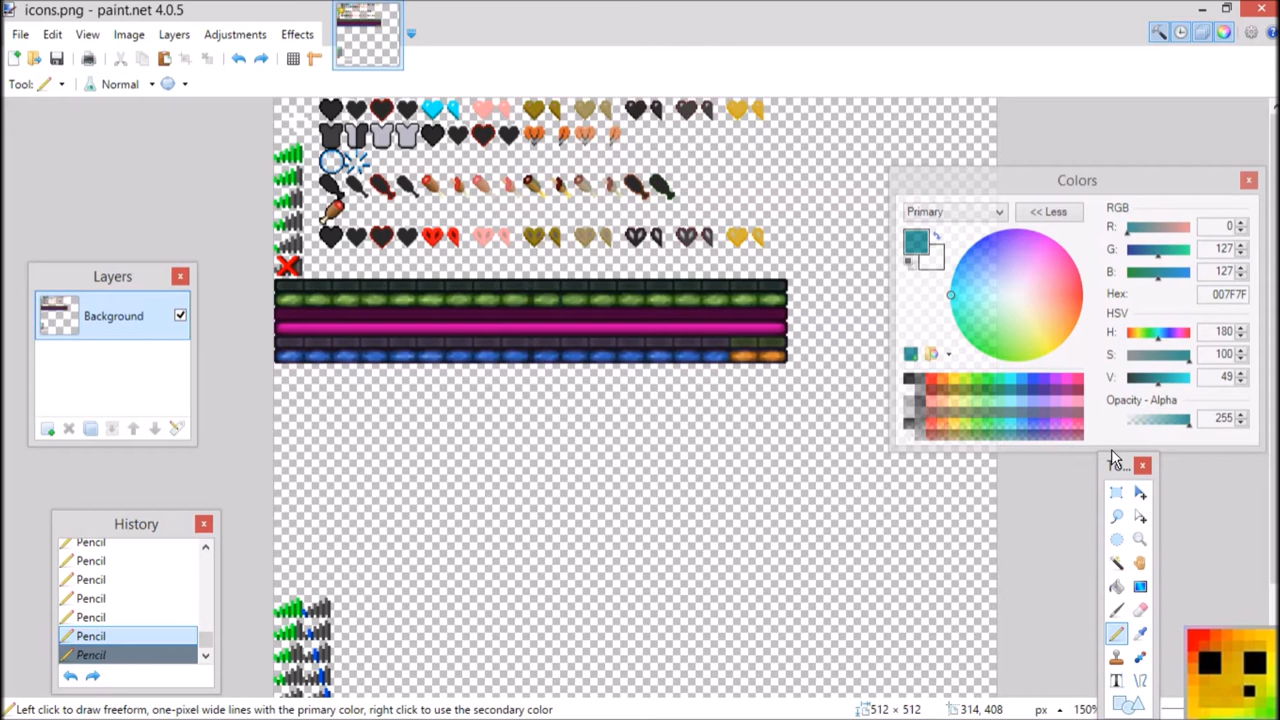 icons.png - paint.net 4.0.5
File Edit View Image Layers Adjustments Effects
Tool: Normal
Colors
Primary << Less
RGB
R: 0
G: 127
B: 127
Hex: 007F7F
HSV
H: 180
S: 100
V: 49
Opacity - Alpha
255
Layers
Background
History
Pencil
Pencil
Pencil
Pencil
Pencil
Pencil
Pencil
Left click to draw freeform, one-pixel wide lines with the primary color, right click to use the secondary color
512 × 512 314, 408 px 150%